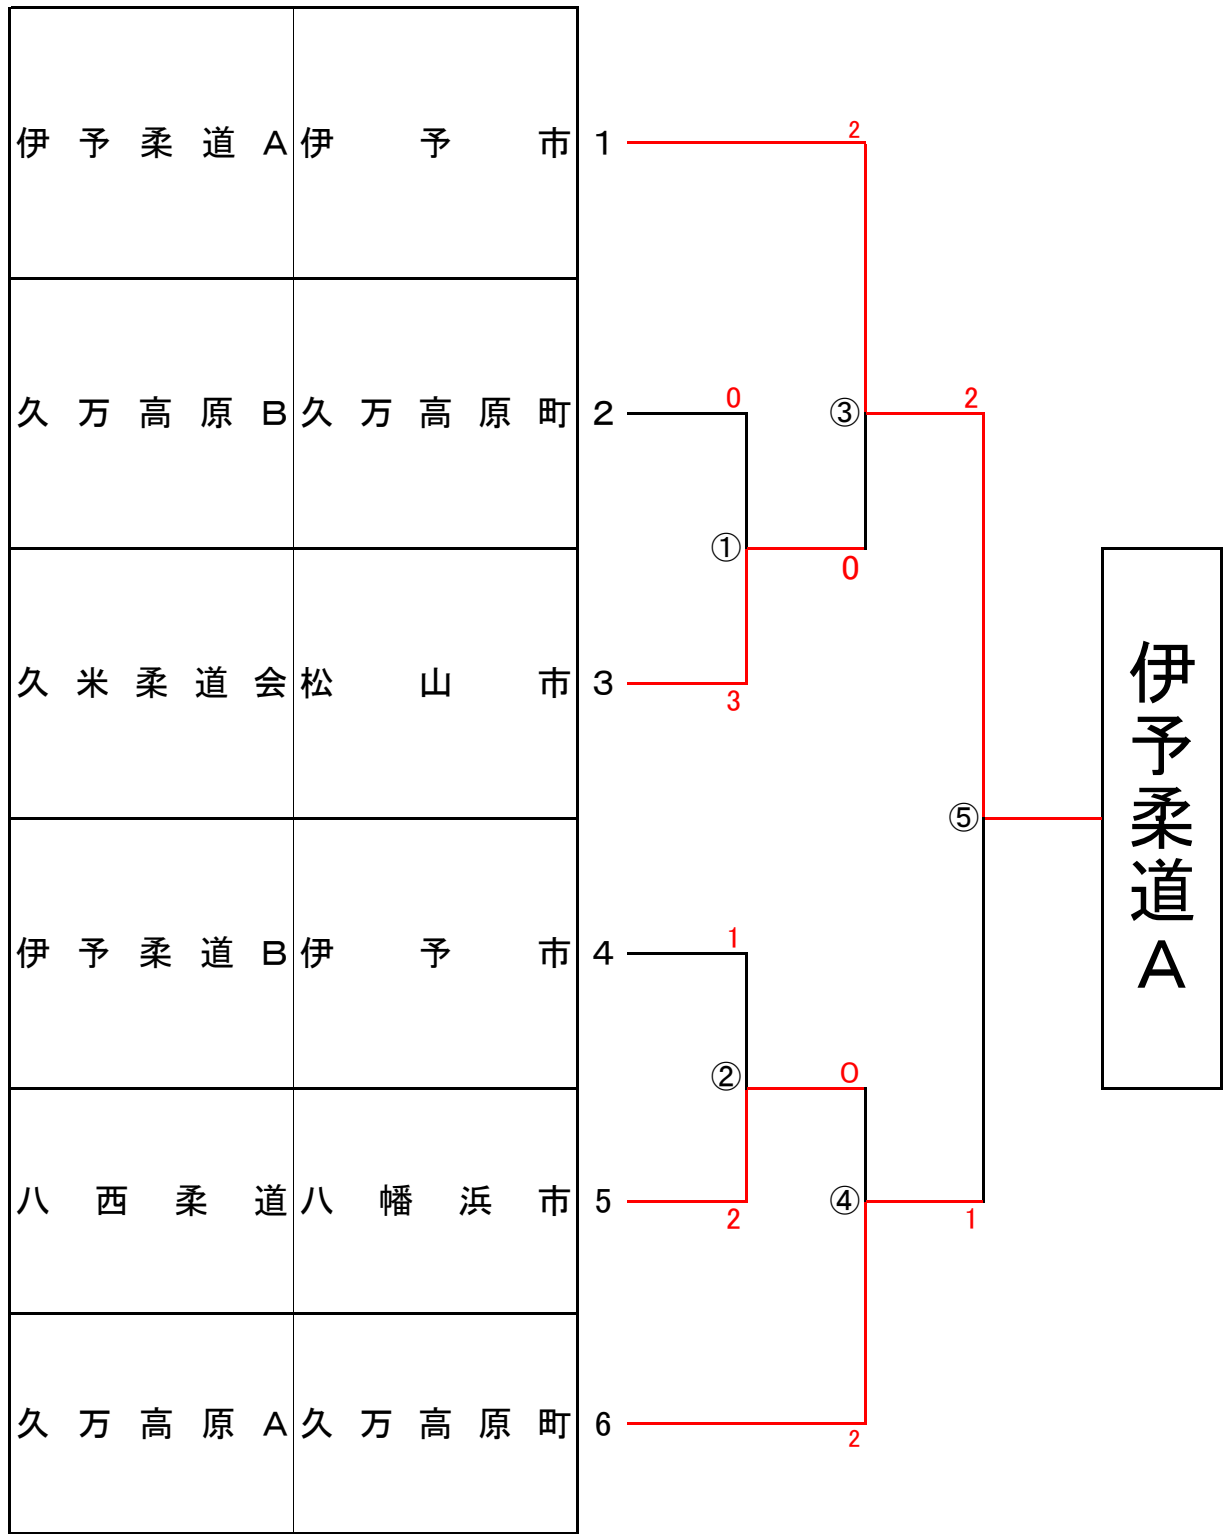 伊予柔道A 伊予市 1 2
久万高原B 久万高原町 2 0 ③ 2
① 0
久米柔道会 松山市 3 3
⑤
伊予柔道A
伊予柔道B 伊予市 4 1
② 0
八西柔道 八幡浜市 5 2 ④ 1
久万高原A 久万高原町 6 2